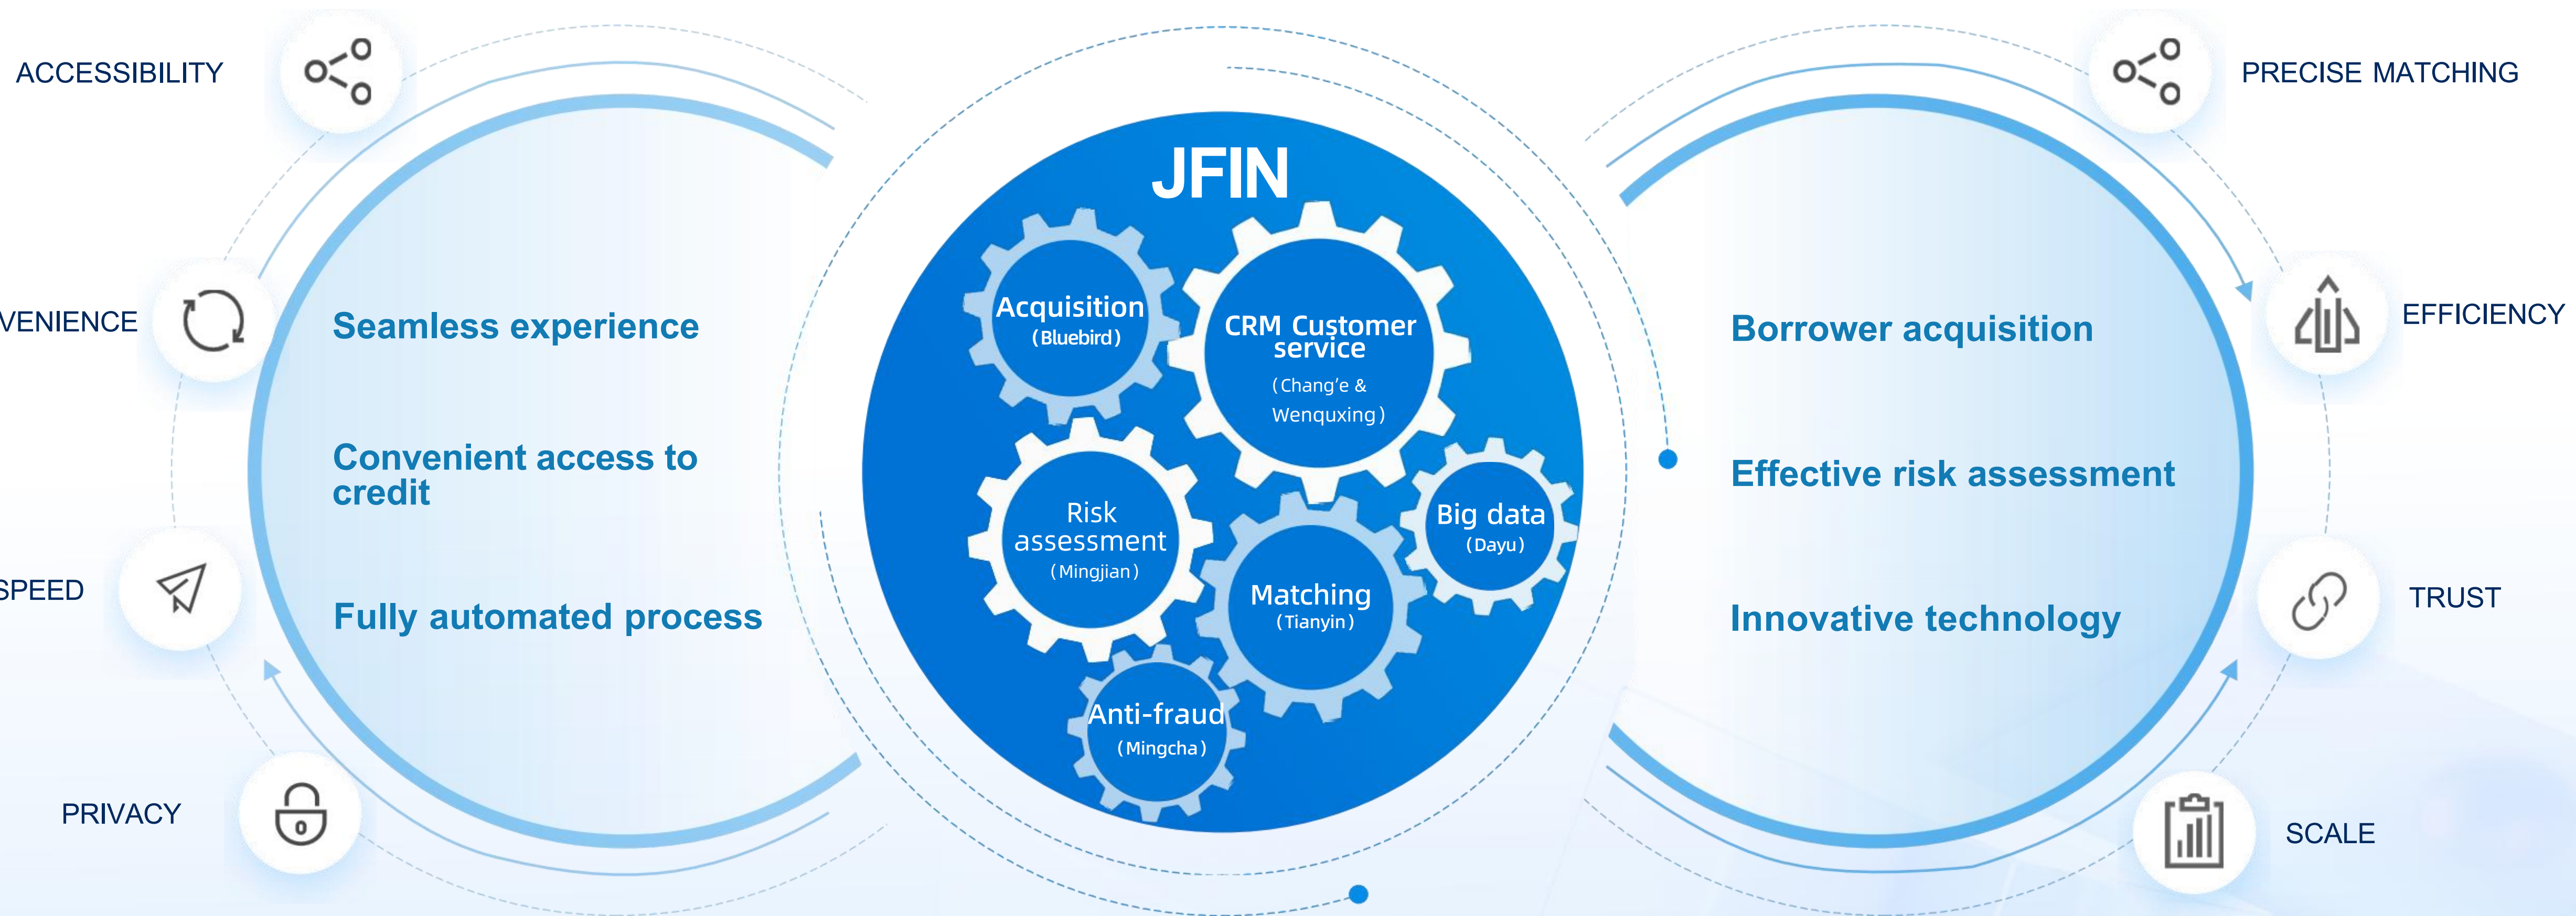 ACCESSIBILITY
VENIENCE
SPEED
PRIVACY
Seamless experience
Convenient access to
credit
Fully automated process
JFIN
Acquisition
(Bluebird)
CRM Customer
service
(Chang’e &
Wenquxing)
Risk
assessment
(Mingjian)
Big data
(Dayu)
Matching
(Tianyin)
Anti-fraud
(Mingcha)
Borrower acquisition
Effective risk assessment
Innovative technology
PRECISE MATCHING
EFFICIENCY
TRUST
SCALE